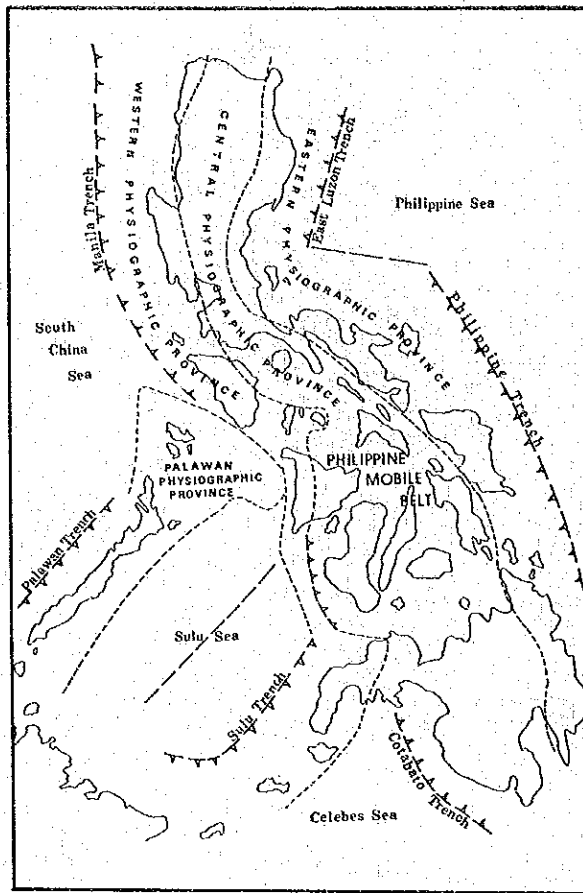 WESTERN PHYSIOGRAPHIC PROVINCE
CENTRAL PHYSIOGRAPHIC PROVINCE
EASTERN PHYSIOGRAPHIC PROVINCE
Manila Trench
East Luzon Trench
Philippine Sea
Philippine Trench
South
China
Sea
PALAWAN
PHYSIOGRAPHIC
PROVINCE
PHILIPPINE
MOBILE
BELT
Palawan Trench
Sulu Sea
Sulu Trench
Cotabato Trench
Celebes Sea